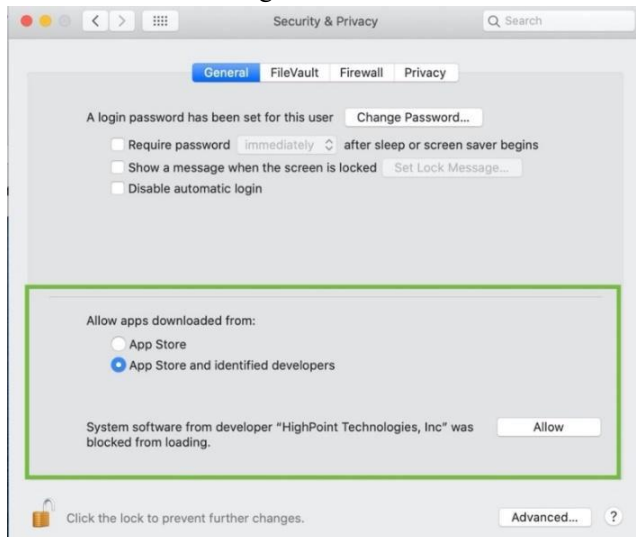 Security & Privacy
Search
General FileVault Firewall Privacy
A login password has been set for this user Change Password...
Require password immediately after sleep or screen saver begins
Show a message when the screen is locked Set Lock Message...
Disable automatic login
Allow apps downloaded from:
App Store
App Store and identified developers
System software from developer “HighPoint Technologies, Inc” was Allow
blocked from loading.
Click the lock to prevent further changes. Advanced... ?